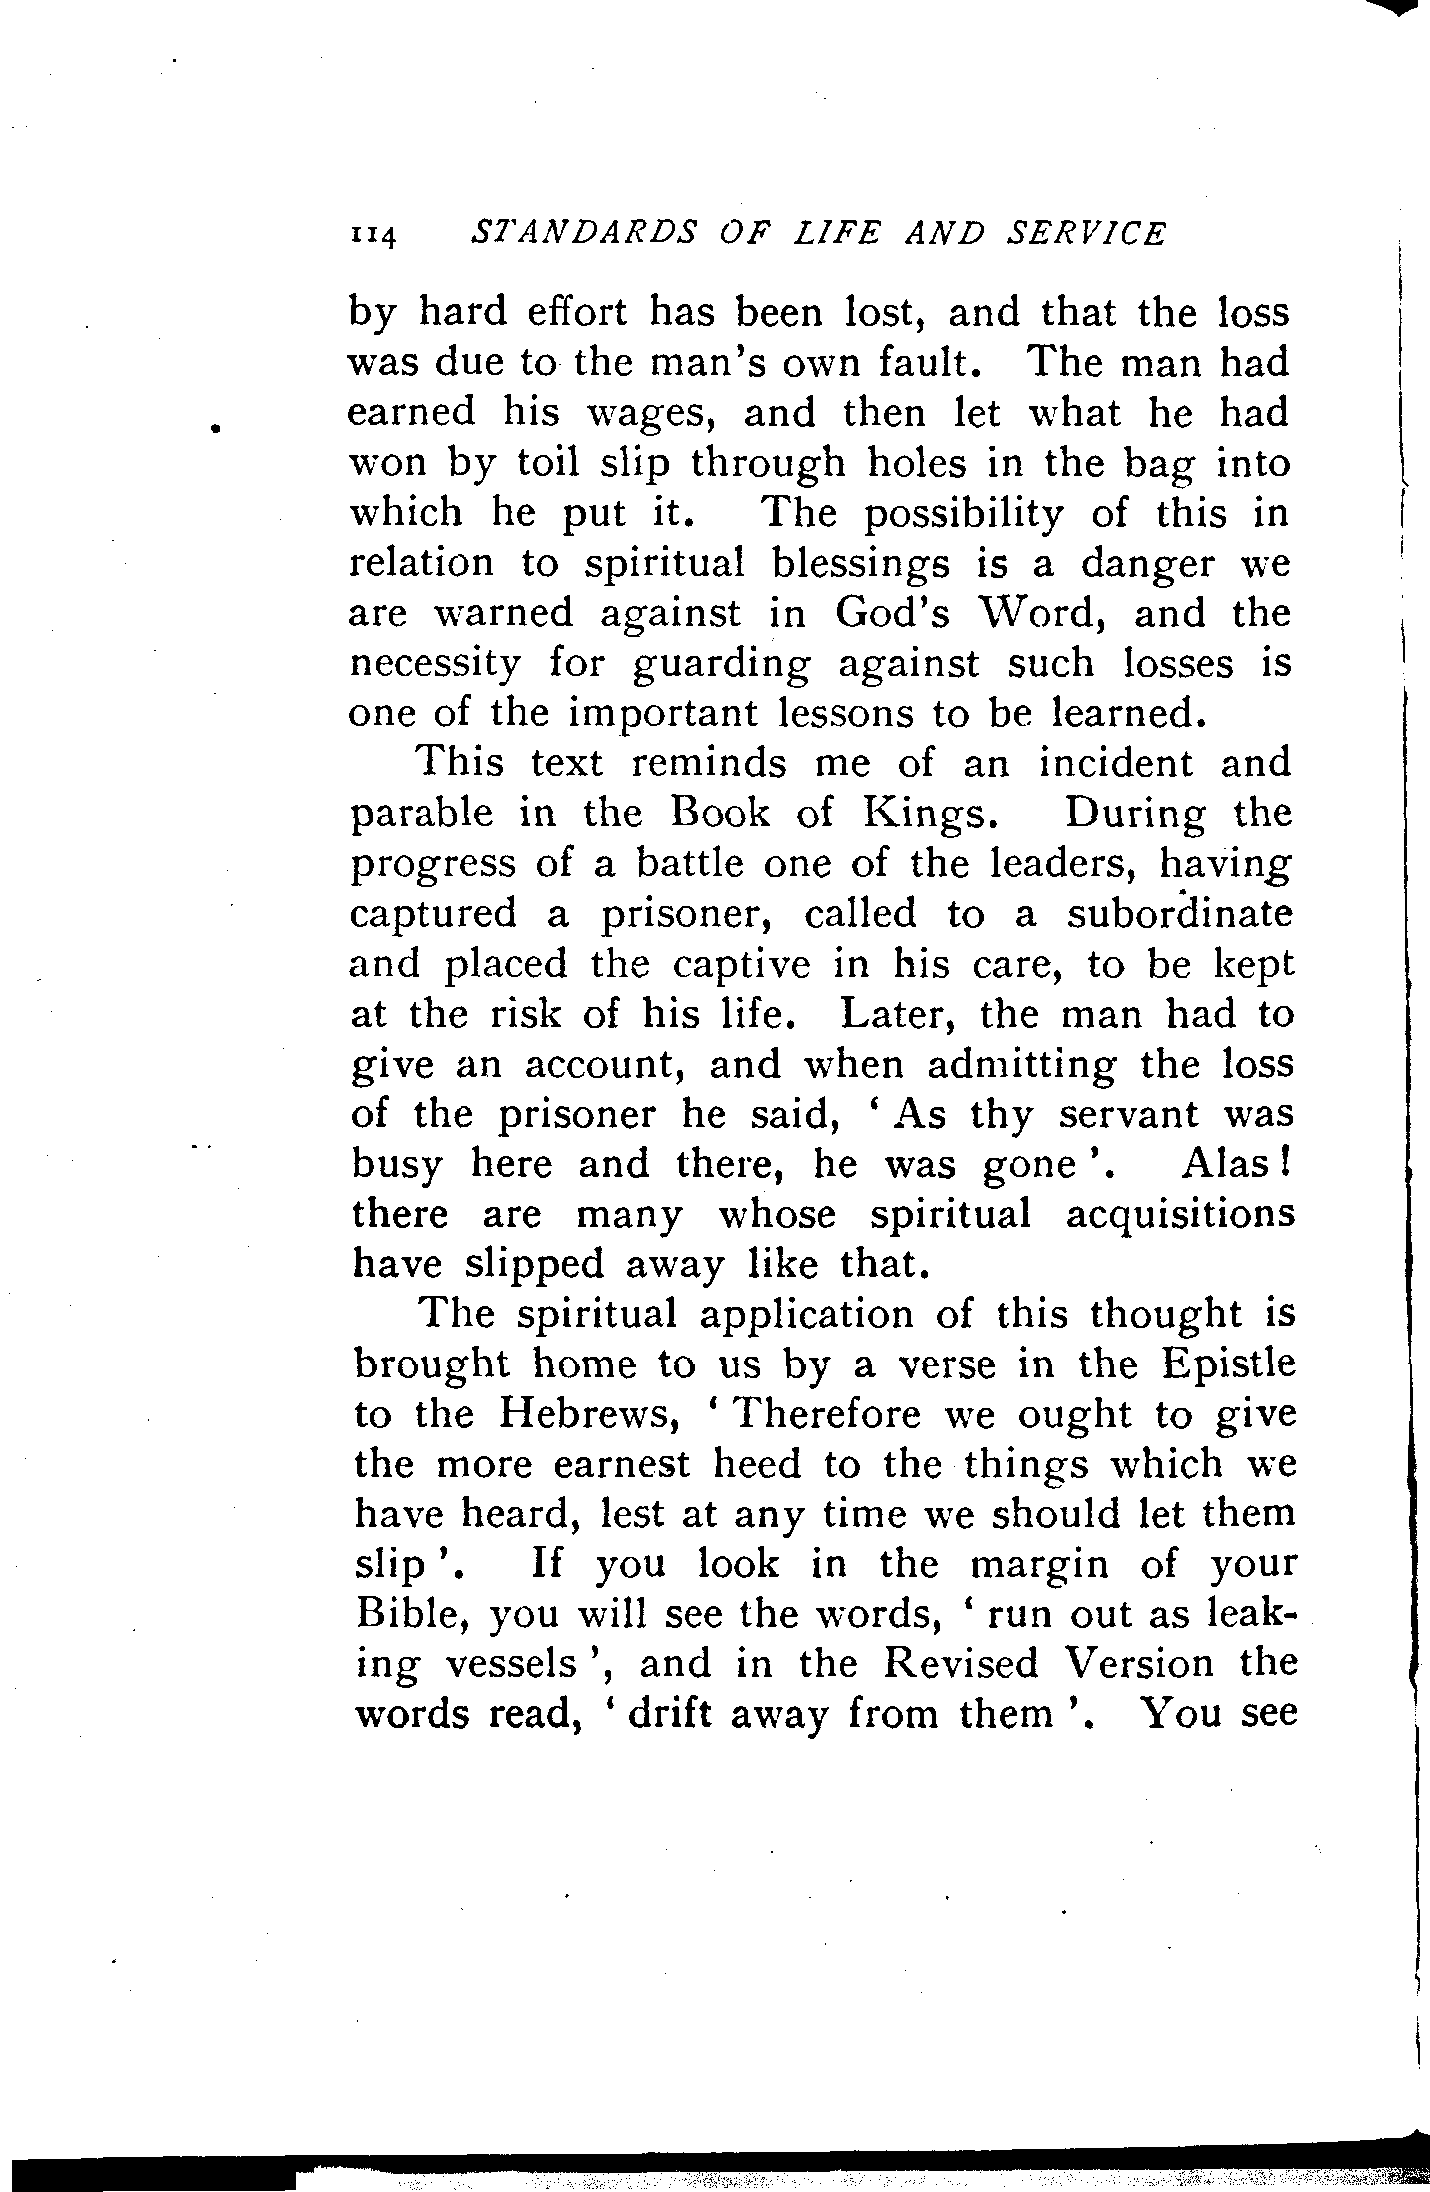 114 STANDARDS OF LIFE AND SERVICE
by hard effort has been lost, and that the loss
was due to the man's own fault. The man had
earned his wages, and then let what he had
won by toil slip through holes in the bag into
which he put it. The possibility of this in
relation to spiritual blessings is a danger we
are warned against in God's Word, and the
necessity for guarding against such losses is
one of the important lessons to be learned.
This text reminds me of an incident and
parable in the Book of Kings. During the
progress of a battle one of the leaders, having
captured a prisoner, called to a subordinate
and placed the captive in his care, to be kept
at the risk of his life. Later, the man had to
give an account, and when admitting the loss
of the prisoner he said, ‘ As thy servant was
busy here and there, he was gone ’. Alas !
there are many whose spiritual acquisitions
have slipped away like that.
The spiritual application of this thought is
brought home to us by a verse in the Epistle
to the Hebrews, ‘ Therefore we ought to give
the more earnest heed to the things which we
have heard, lest at any time we should let them
slip ’. If you look in the margin of your
Bible, you will see the words, ‘ run out as leak-
ing vessels ’, and in the Revised Version the
words read, ‘ drift away from them ’. You see